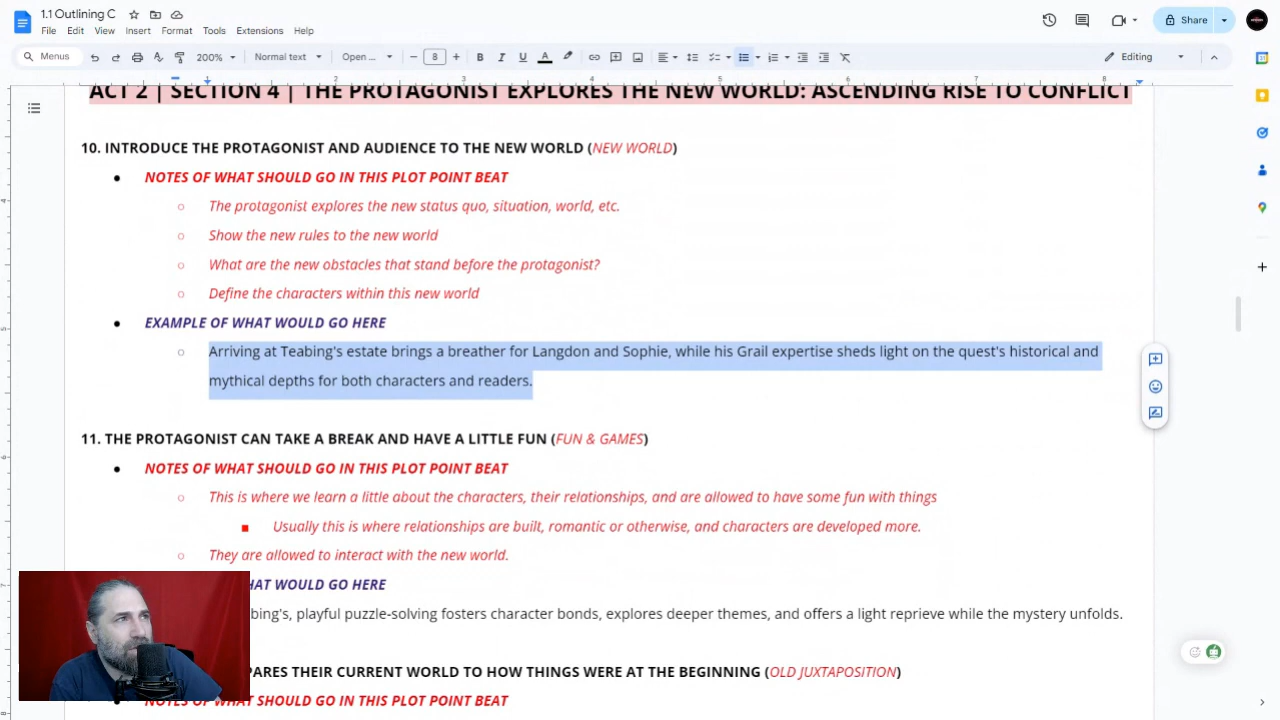 1.1 Outlining C
File Edit View Insert Format Tools Extensions Help
Share
Menus 200% Normal text Open ... 8 B I U A Editing
1 2 3 4 5 6 7 8
ACT 2 | SECTION 4 | THE PROTAGONIST EXPLORES THE NEW WORLD: ASCENDING RISE TO CONFLICT
10. INTRODUCE THE PROTAGONIST AND AUDIENCE TO THE NEW WORLD (NEW WORLD)
NOTES OF WHAT SHOULD GO IN THIS PLOT POINT BEAT
The protagonist explores the new status quo, situation, world, etc.
Show the new rules to the new world
What are the new obstacles that stand before the protagonist?
Define the characters within this new world
EXAMPLE OF WHAT WOULD GO HERE
Arriving at Teabing's estate brings a breather for Langdon and Sophie, while his Grail expertise sheds light on the quest's historical and
mythical depths for both characters and readers.
11. THE PROTAGONIST CAN TAKE A BREAK AND HAVE A LITTLE FUN (FUN & GAMES)
NOTES OF WHAT SHOULD GO IN THIS PLOT POINT BEAT
This is where we learn a little about the characters, their relationships, and are allowed to have some fun with things
Usually this is where relationships are built, romantic or otherwise, and characters are developed more.
They are allowed to interact with the new world.
HAT WOULD GO HERE
bing's, playful puzzle-solving fosters character bonds, explores deeper themes, and offers a light reprieve while the mystery unfolds.
PARES THEIR CURRENT WORLD TO HOW THINGS WERE AT THE BEGINNING (OLD JUXTAPOSITION)
NOTES OF WHAT SHOULD GO IN THIS PLOT POINT BEAT